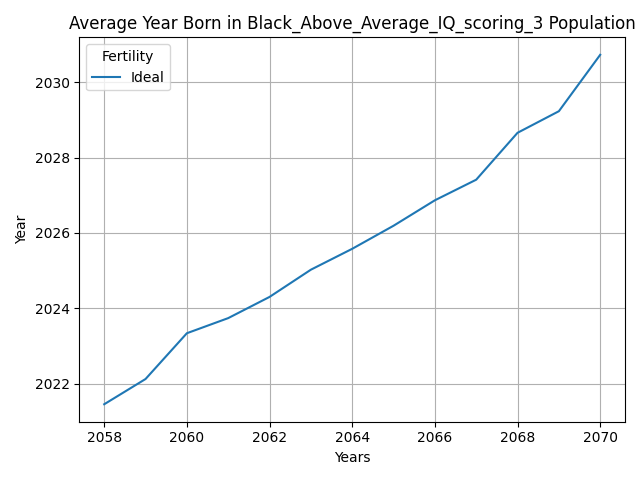 Average Year Born in Black_Above_Average_IQ_scoring_3 Population
Fertility
Ideal
Year
2030
2028
2026
2024
2022
2058 2060 2062 2064 2066 2068 2070
Years